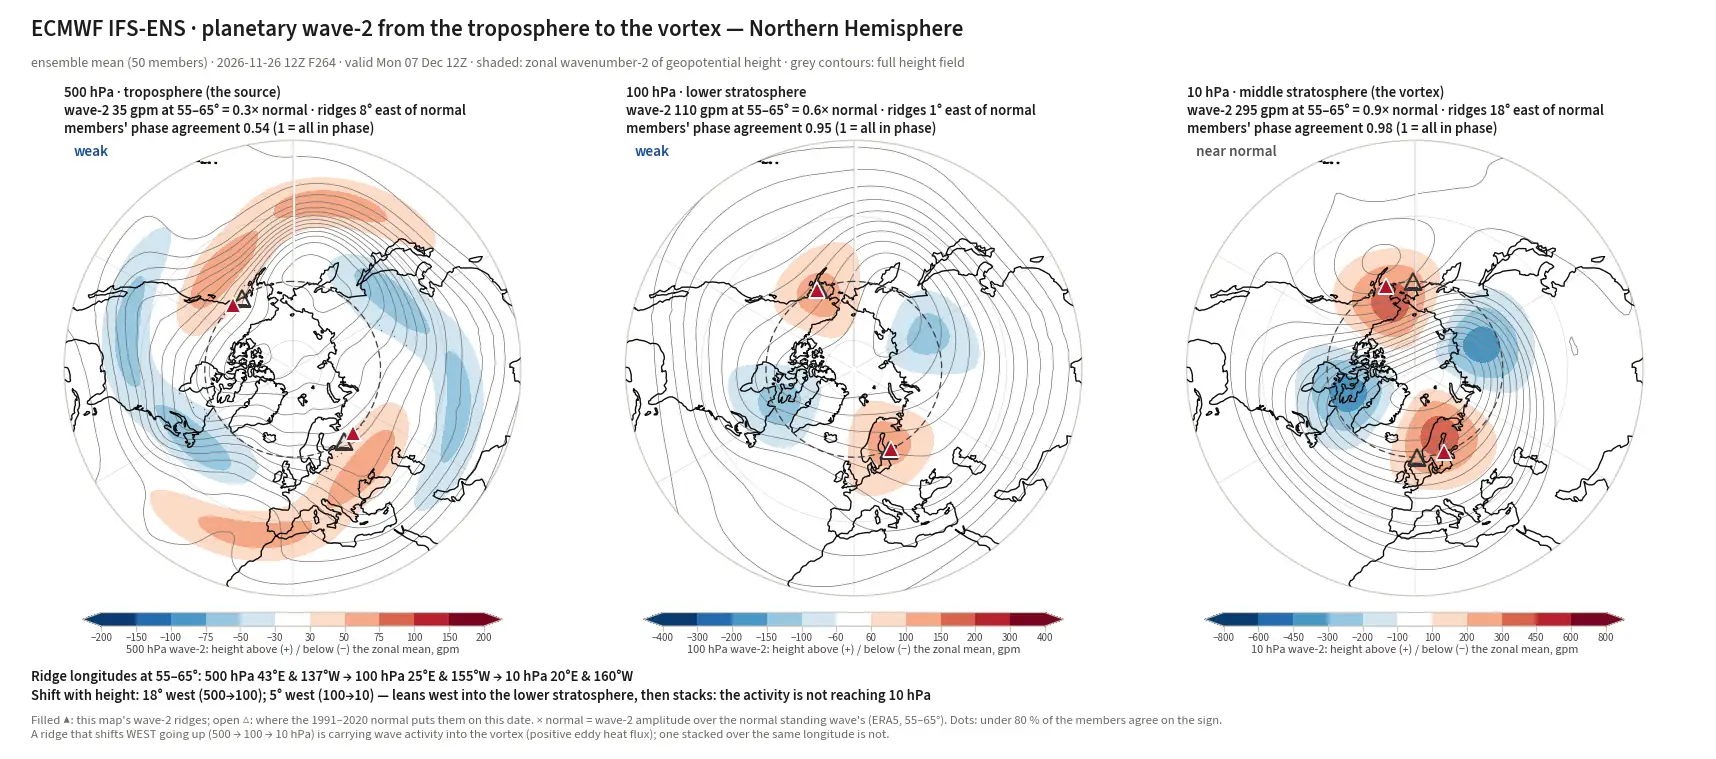 ECMWF IFS-ENS · planetary wave-2 from the troposphere to the vortex — Northern Hemisphere
ensemble mean (50 members) · 2026-11-26 12Z F264 · valid Mon 07 Dec 12Z · shaded: zonal wavenumber-2 of geopotential height · grey contours: full height field
500 hPa · troposphere (the source)
wave-2 35 gpm at 55–65° = 0.3× normal · ridges 8° east of normal
members' phase agreement 0.54 (1 = all in phase)
weak
100 hPa · lower stratosphere
wave-2 110 gpm at 55–65° = 0.6× normal · ridges 1° east of normal
members' phase agreement 0.95 (1 = all in phase)
weak
10 hPa · middle stratosphere (the vortex)
wave-2 295 gpm at 55–65° = 0.9× normal · ridges 18° east of normal
members' phase agreement 0.98 (1 = all in phase)
near normal
−200 −150 −100 −75 −50 −30 30 50 75 100 150 200
500 hPa wave-2: height above (+) / below (−) the zonal mean, gpm
−400 −300 −200 −150 −100 −60 60 100 150 200 300 400
100 hPa wave-2: height above (+) / below (−) the zonal mean, gpm
−800 −600 −450 −300 −200 −100 100 200 300 450 600 800
10 hPa wave-2: height above (+) / below (−) the zonal mean, gpm
Ridge longitudes at 55–65°: 500 hPa 43°E & 137°W → 100 hPa 25°E & 155°W → 10 hPa 20°E & 160°W
Shift with height: 18° west (500→100); 5° west (100→10) — leans west into the lower stratosphere, then stacks: the activity is not reaching 10 hPa
Filled ▲: this map's wave-2 ridges; open △: where the 1991–2020 normal puts them on this date. × normal = wave-2 amplitude over the normal standing wave's (ERA5, 55–65°). Dots: under 80 % of the members agree on the sign.
A ridge that shifts WEST going up (500 → 100 → 10 hPa) is carrying wave activity into the vortex (positive eddy heat flux); one stacked over the same longitude is not.